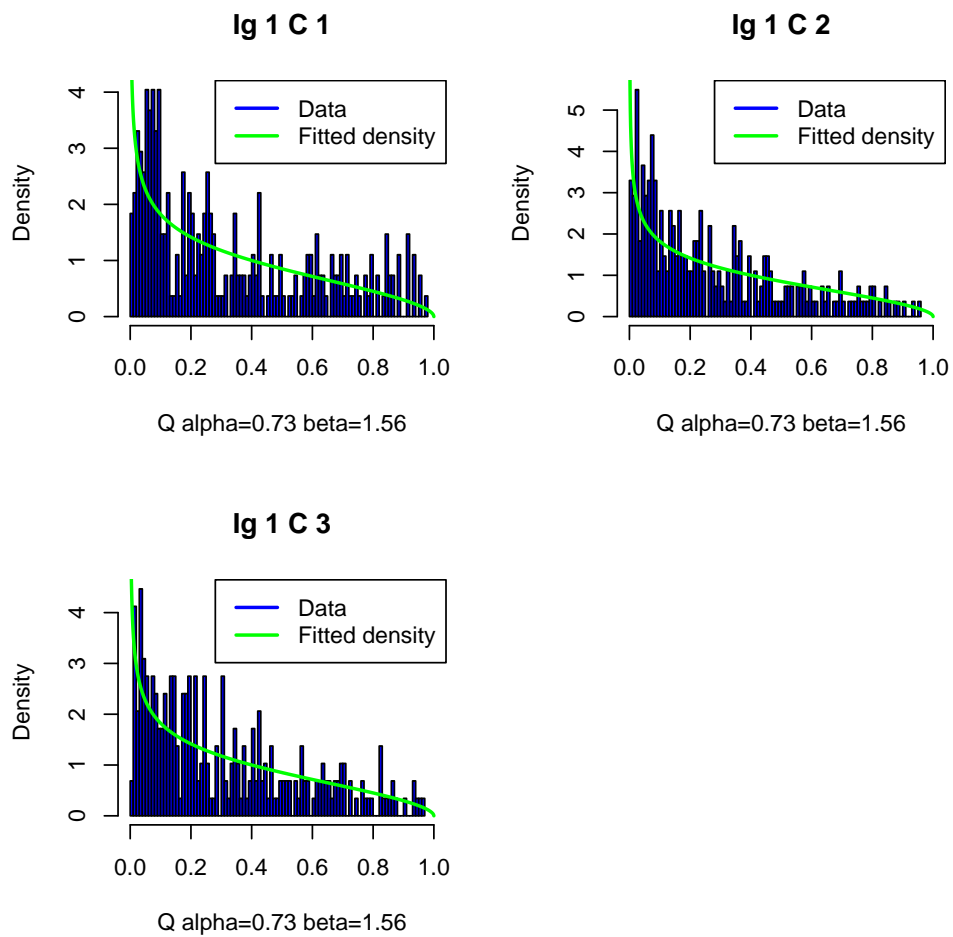 Ig 1 C 1
Data
Fitted density
Density
4
3
2
1
0
0.0 0.2 0.4 0.6 0.8 1.0
Q alpha=0.73 beta=1.56
Ig 1 C 2
Data
Fitted density
Density
5
4
3
2
1
0
0.0 0.2 0.4 0.6 0.8 1.0
Q alpha=0.73 beta=1.56
Ig 1 C 3
Data
Fitted density
Density
4
3
2
1
0
0.0 0.2 0.4 0.6 0.8 1.0
Q alpha=0.73 beta=1.56